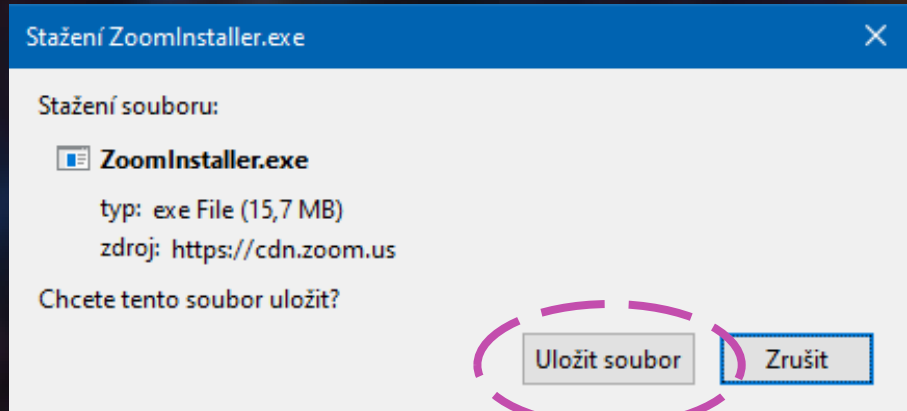 Stažení ZoomInstaller.exe
Stažení souboru:
ZoomInstaller.exe
typ: exe File (15,7 MB)
zdroj: https://cdn.zoom.us
Chcete tento soubor uložit?
Uložit soubor Zrušit